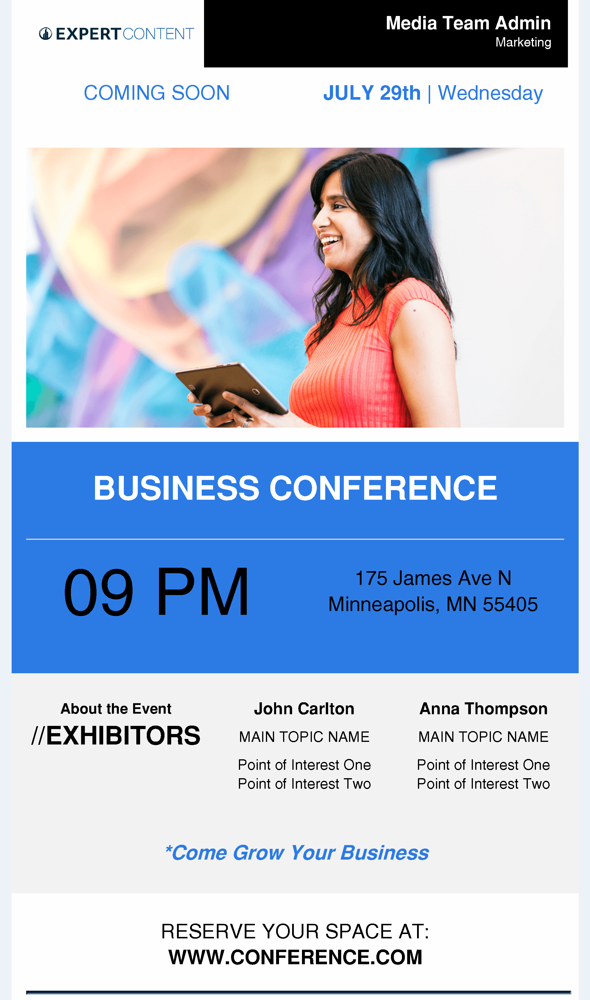 EXPERTCONTENT
Media Team Admin
Marketing
COMING SOON
JULY 29th | Wednesday
BUSINESS CONFERENCE
09 PM
175 James Ave N
Minneapolis, MN 55405
About the Event
//EXHIBITORS
John Carlton
MAIN TOPIC NAME
Point of Interest One
Point of Interest Two
Anna Thompson
MAIN TOPIC NAME
Point of Interest One
Point of Interest Two
*Come Grow Your Business
RESERVE YOUR SPACE AT:
WWW.CONFERENCE.COM